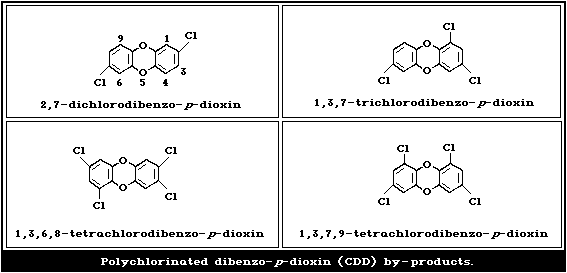 Cl
9
1
O
3
Cl
6
O
5
4
2,7-dichlorodibenzo-p-dioxin
Cl
O
O
Cl
Cl
1,3,7-trichlorodibenzo-p-dioxin
Cl
Cl
O
O
Cl
Cl
1,3,6,8-tetrachlorodibenzo-p-dioxin
Cl
Cl
O
O
Cl
Cl
1,3,7,9-tetrachlorodibenzo-p-dioxin
Polychlorinated dibenzo-p-dioxin (CDD) by-products.